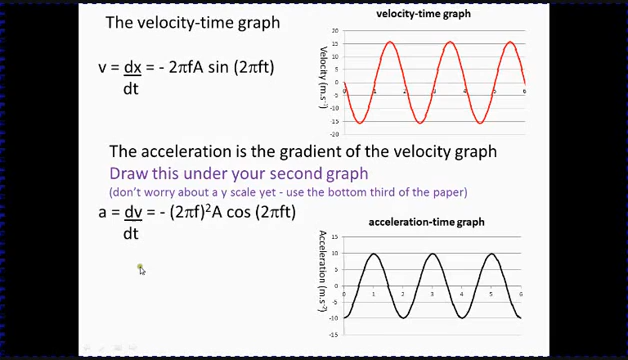 The velocity-time graph
v = dx = - 2πfA sin (2πft)
dt
velocity-time graph
Velocity (m.s⁻¹)
20
15
10
5
0
-5
-10
-15
-20
0 1 2 3 4 5 6
The acceleration is the gradient of the velocity graph
Draw this under your second graph
(don't worry about a y scale yet - use the bottom third of the paper)
a = dv = - (2πf)²A cos (2πft)
dt
acceleration-time graph
Acceleration (m.s⁻²)
15
10
5
0
-5
-10
-15
0 1 2 3 4 5 6